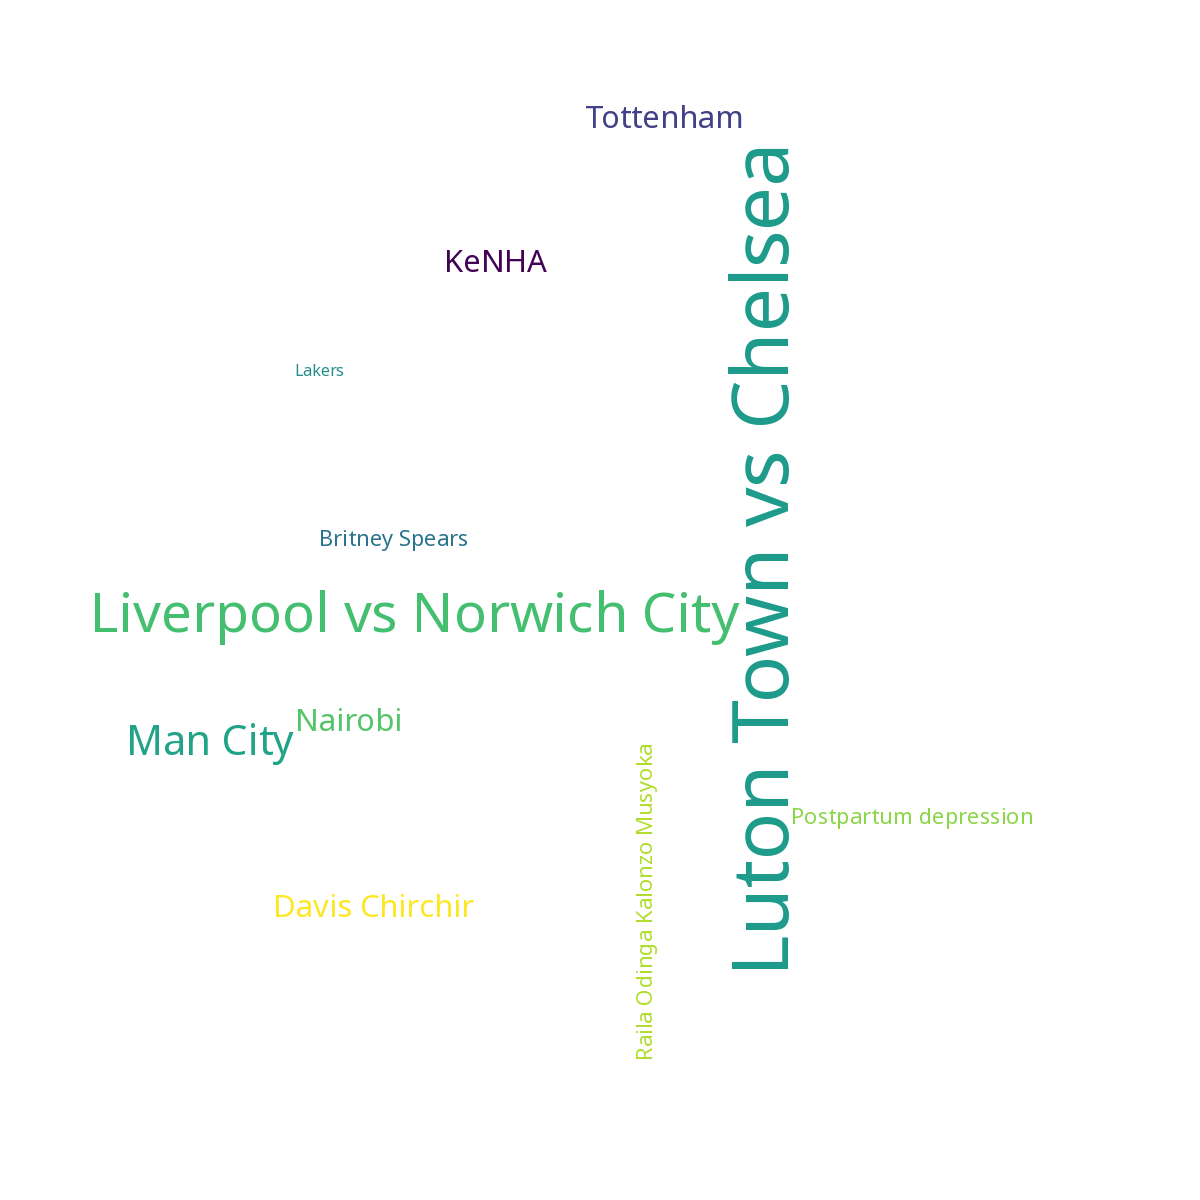 Tottenham
KeNHA
Luton Town vs Chelsea
Lakers
Britney Spears
Liverpool vs Norwich City
Nairobi
Man City
Raila Odinga Kalonzo Musyoka
Postpartum depression
Davis Chirchir